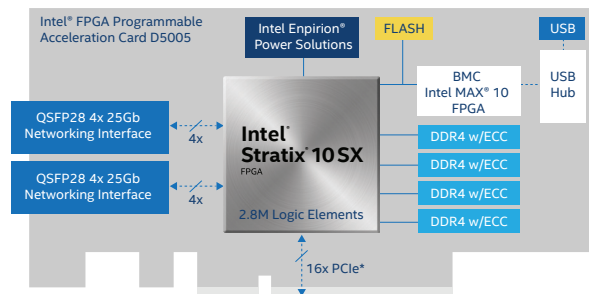 Intel® FPGA Programmable
Acceleration Card D5005
Intel Enpirion®
Power Solutions
FLASH
USB
BMC
Intel MAX® 10
FPGA
USB
Hub
QSFP28 4x 25Gb
Networking Interface
4x
QSFP28 4x 25Gb
Networking Interface
4x
Intel®
Stratix® 10 SX
FPGA
2.8M Logic Elements
DDR4 w/ECC
DDR4 w/ECC
DDR4 w/ECC
DDR4 w/ECC
16x PCIe*